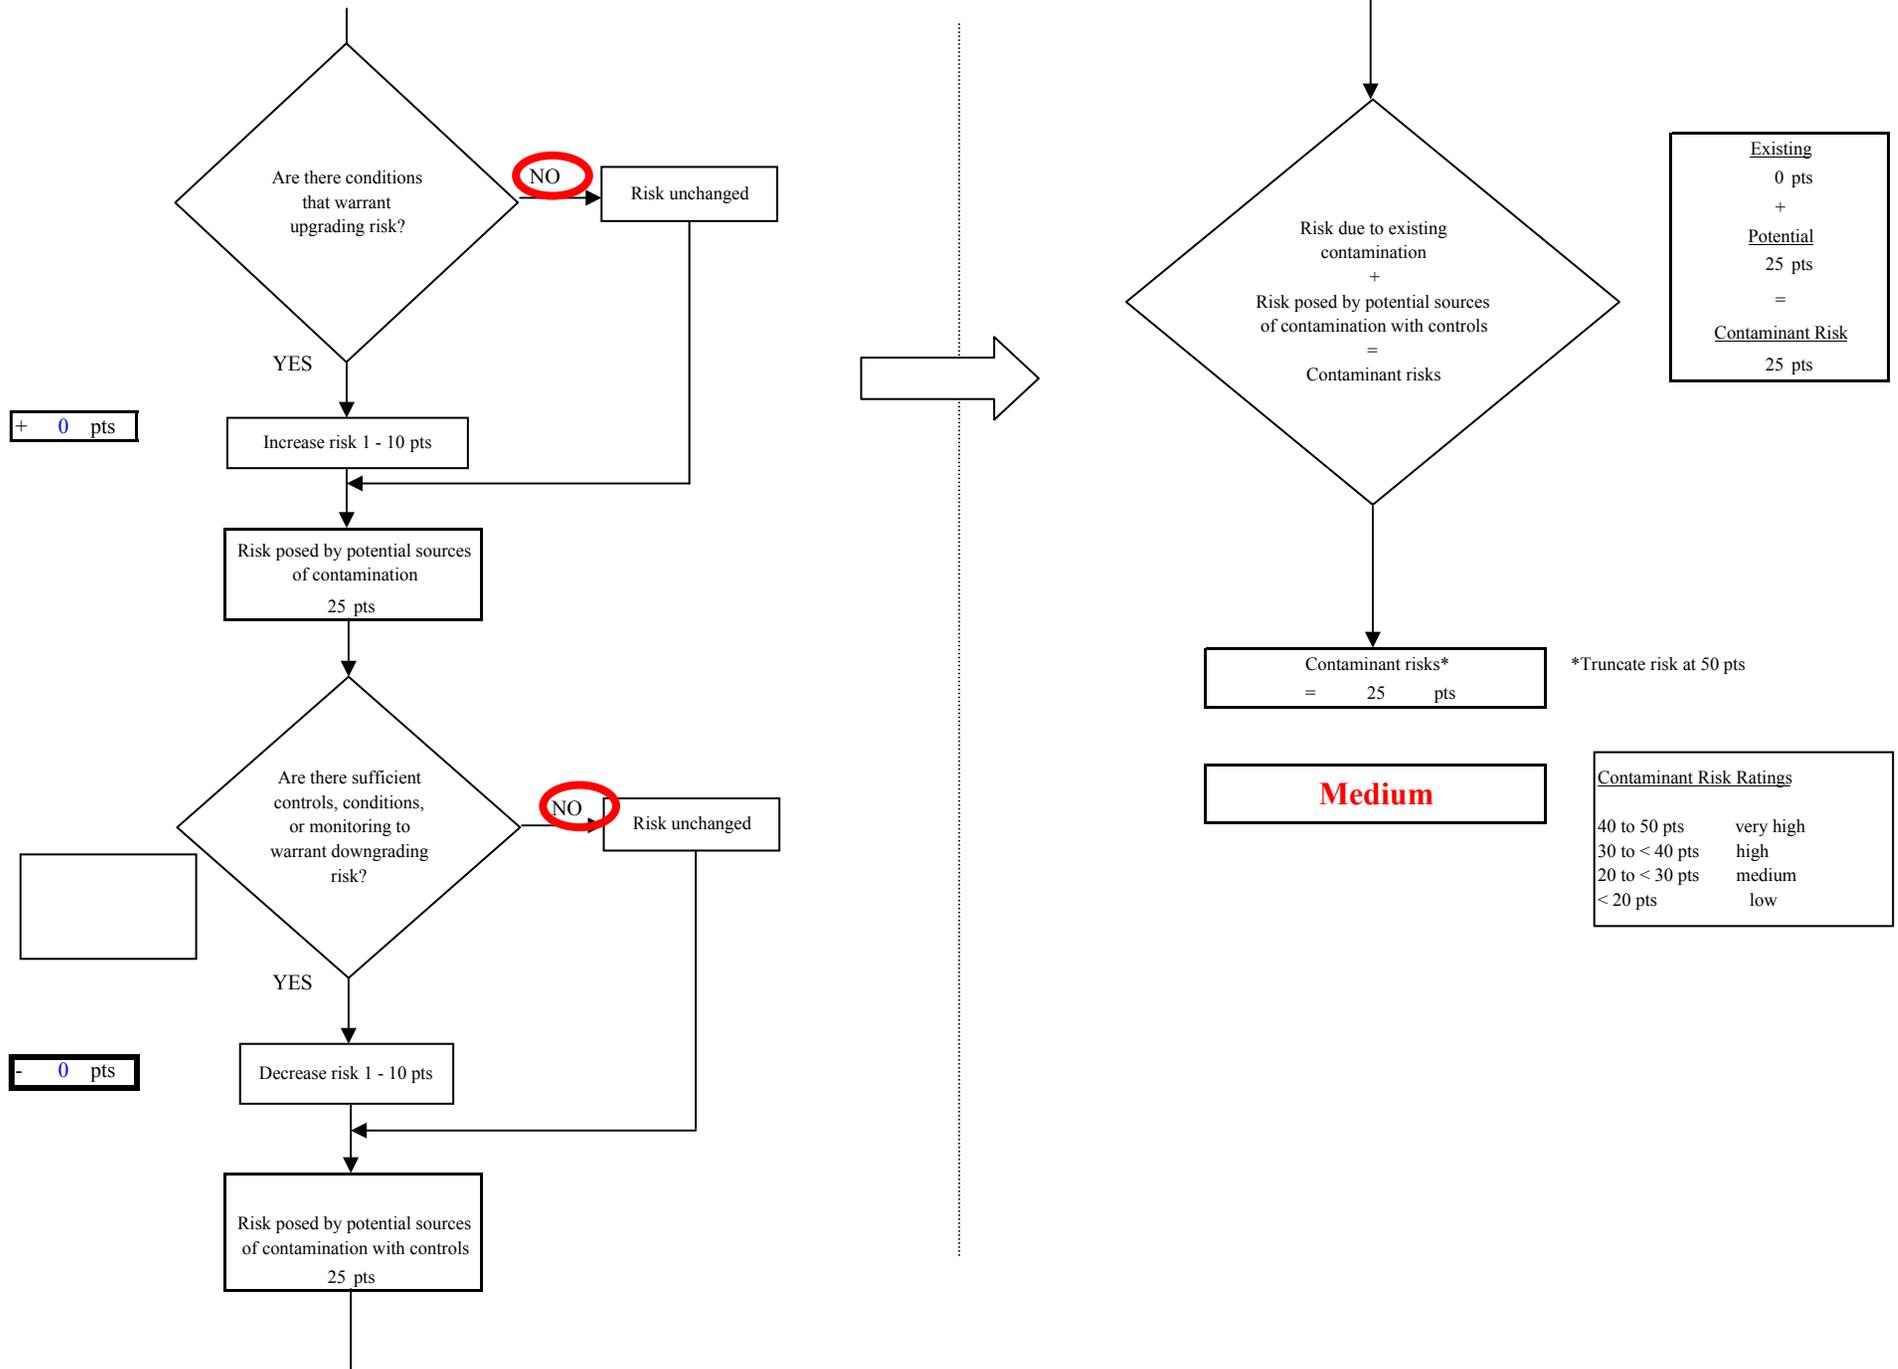 Are there conditions
that warrant
upgrading risk?
NO
Risk unchanged
YES
+ 0 pts
Increase risk 1 - 10 pts
Risk posed by potential sources
of contamination
25 pts
Are there sufficient
controls, conditions,
or monitoring to
warrant downgrading
risk?
NO
Risk unchanged
YES
- 0 pts
Decrease risk 1 - 10 pts
Risk posed by potential sources
of contamination with controls
25 pts
Risk due to existing
contamination
+
Risk posed by potential sources
of contamination with controls
=
Contaminant risks
Existing
0 pts
+
Potential
25 pts
=
Contaminant Risk
25 pts
Contaminant risks*
= 25 pts
*Truncate risk at 50 pts
Medium
Contaminant Risk Ratings
40 to 50 pts very high
30 to < 40 pts high
20 to < 30 pts medium
< 20 pts low